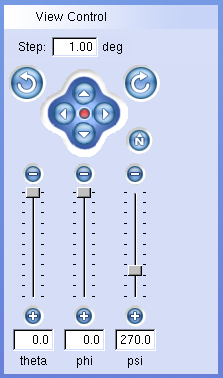 View Control
Step: 1.00 deg
N
0.0 0.0 270.0
theta phi psi